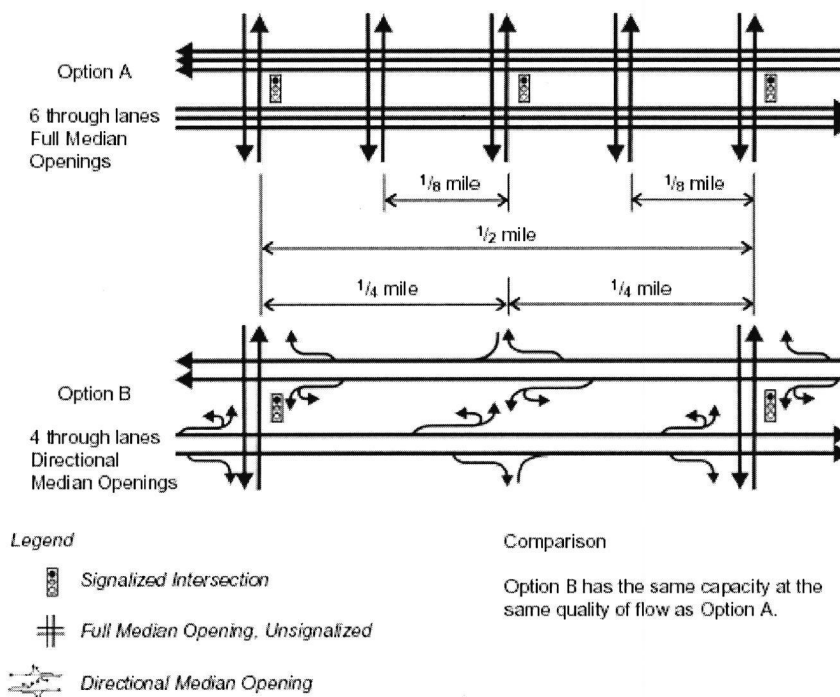 Option A
6 through lanes
Full Median
Openings
1/8 mile
1/8 mile
1/2 mile
1/4 mile
1/4 mile
Option B
4 through lanes
Directional
Median Openings
Legend
Signalized Intersection
Full Median Opening, Unsignalized
Directional Median Opening
Comparison
Option B has the same capacity at the
same quality of flow as Option A.